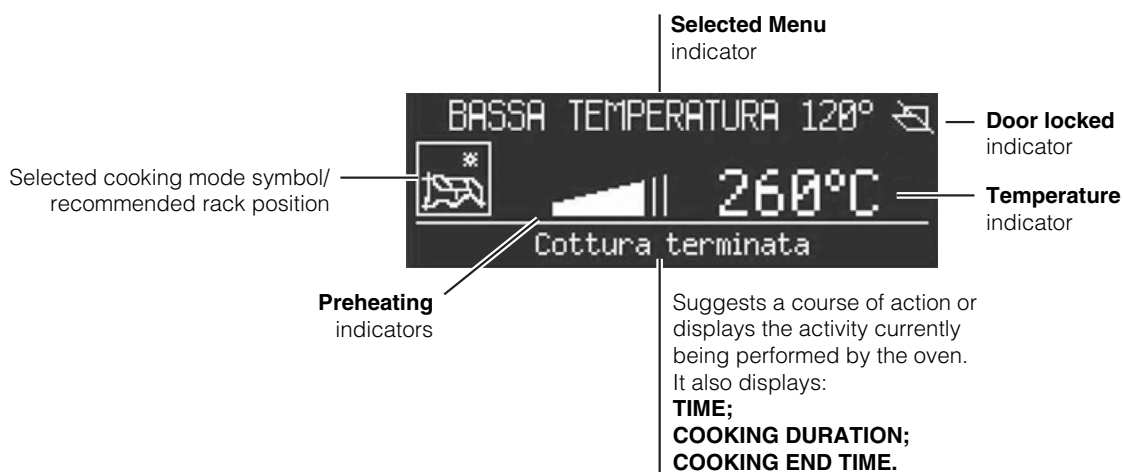 Selected Menu
indicator
BASSA TEMPERATURA 120°
Door locked
indicator
Selected cooking mode symbol/
recommended rack position
260°C
Temperature
indicator
Cottura terminata
Preheating
indicators
Suggests a course of action or
displays the activity currently
being performed by the oven.
It also displays:
TIME;
COOKING DURATION;
COOKING END TIME.